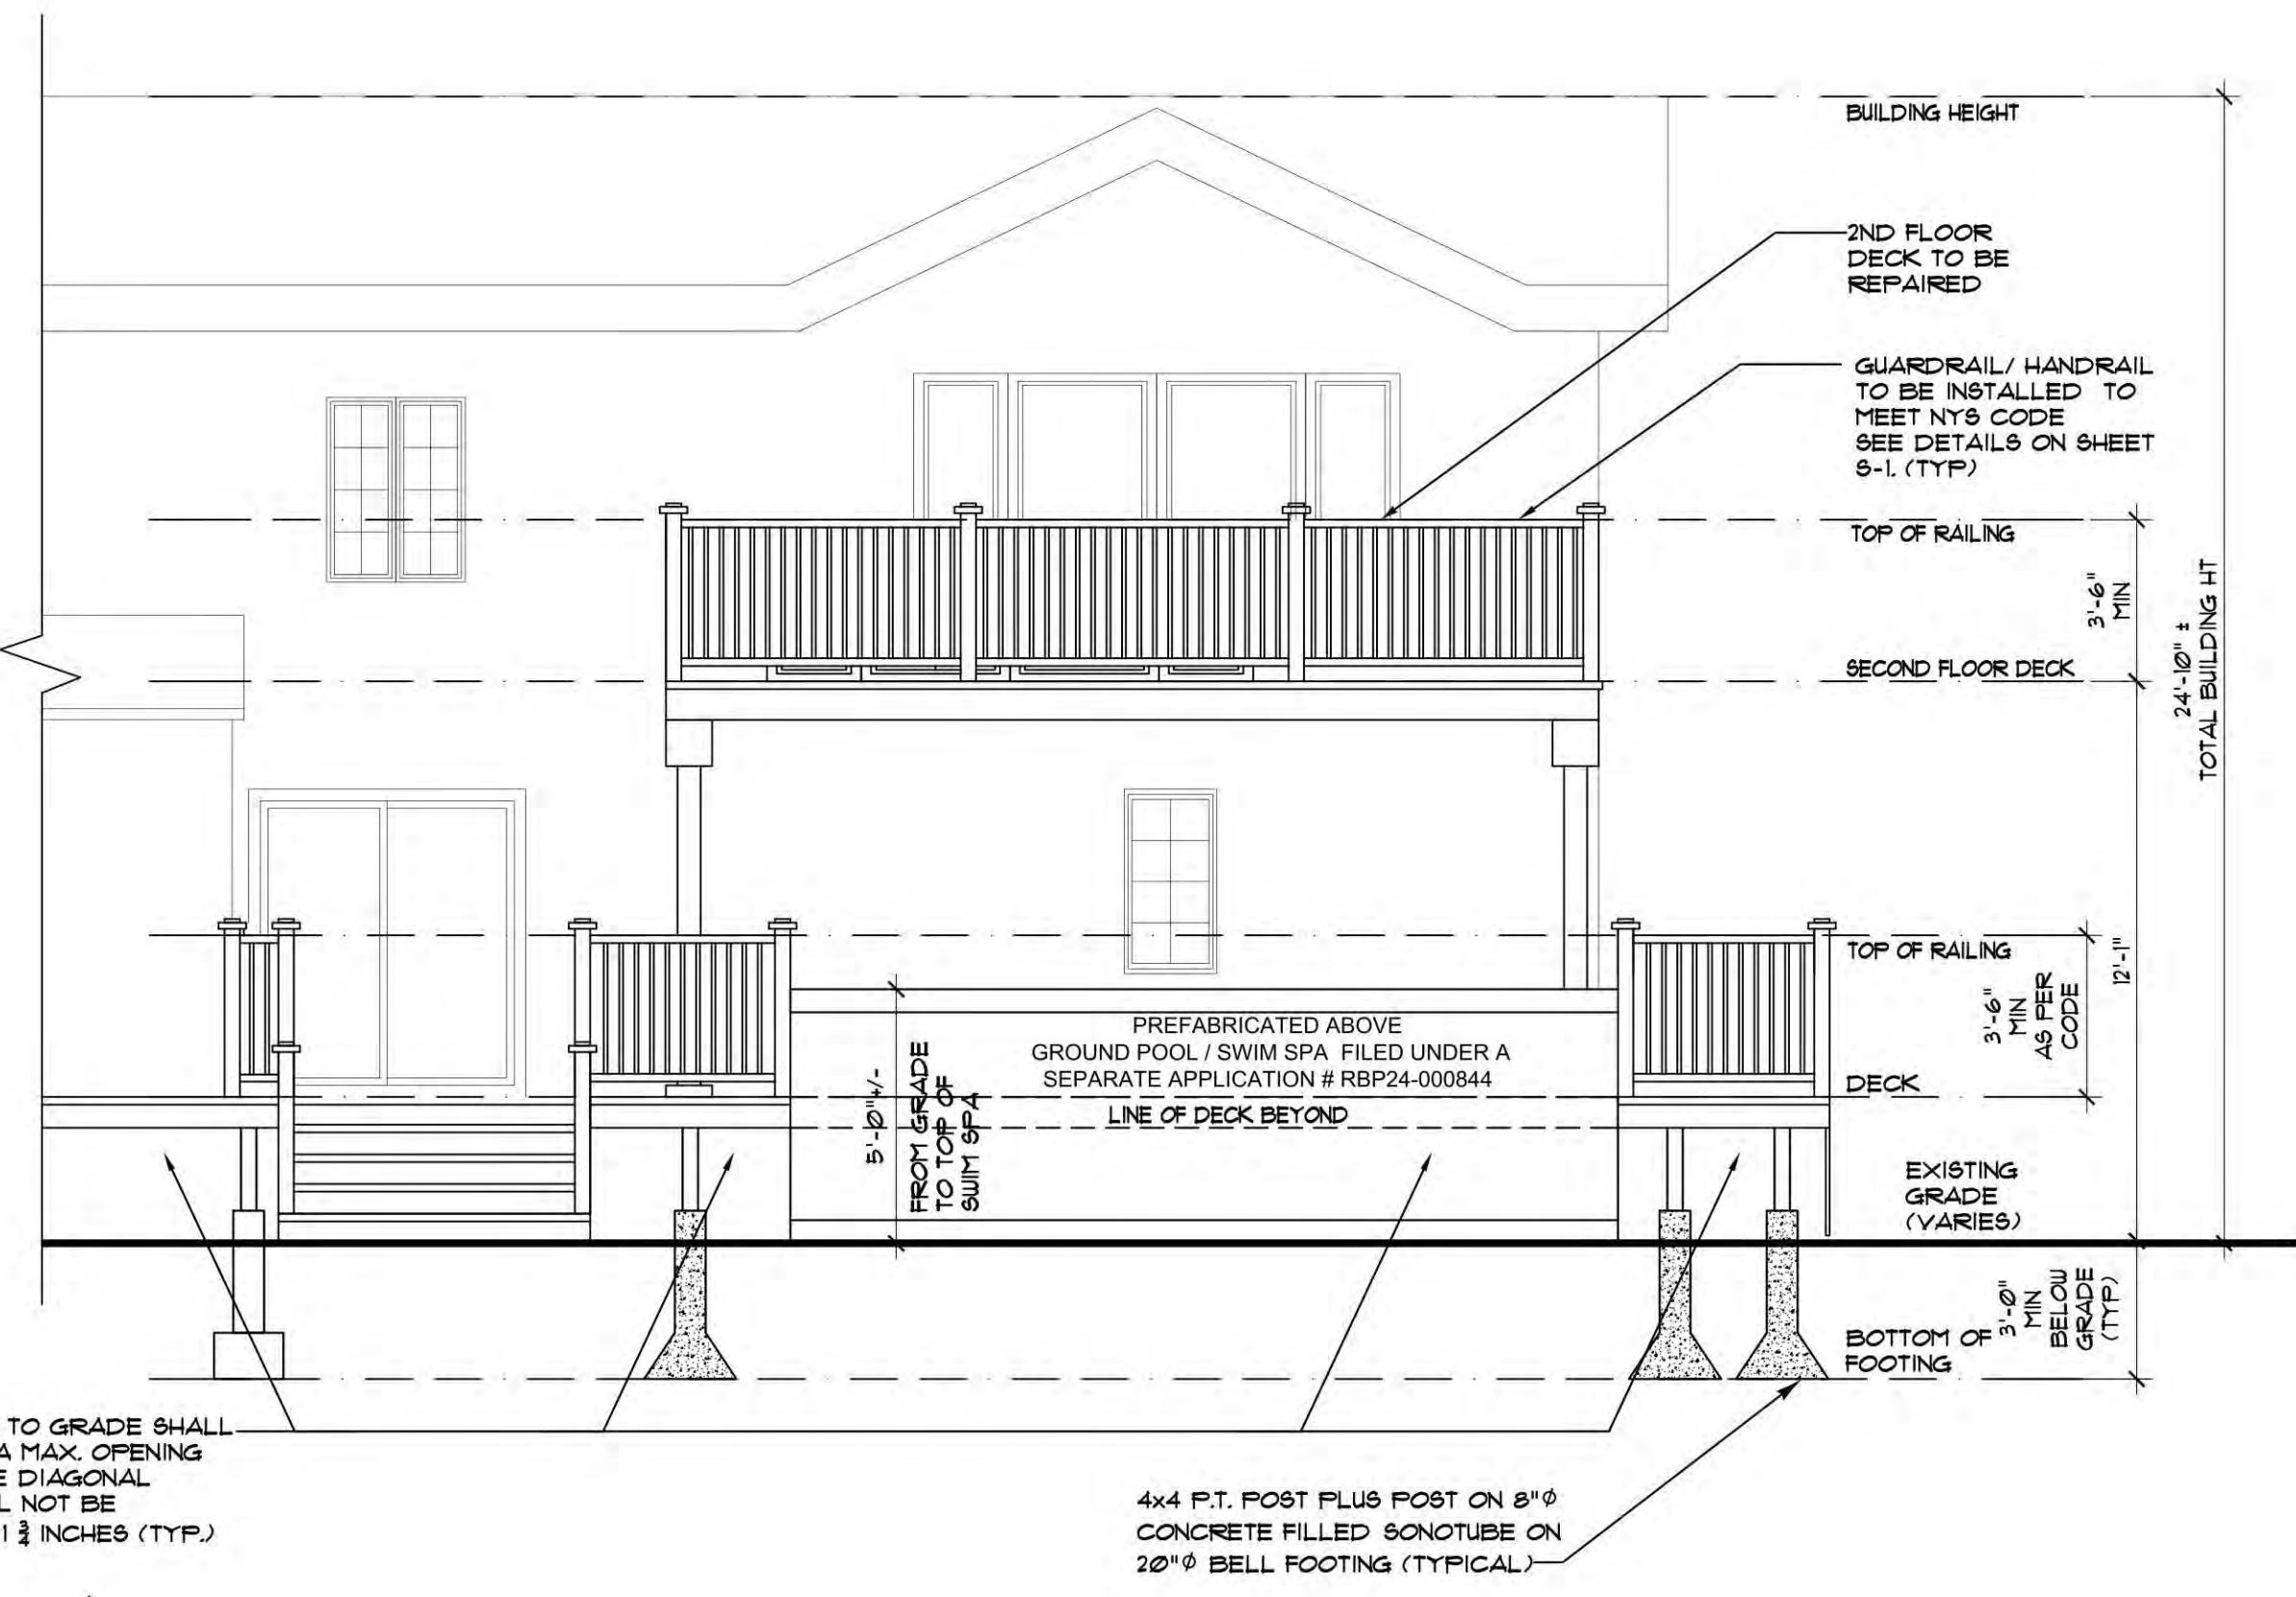 BUILDING HEIGHT
2ND FLOOR
DECK TO BE
REPAIRED
GUARDRAIL/ HANDRAIL
TO BE INSTALLED TO
MEET NYS CODE
SEE DETAILS ON SHEET
S-1. (TYP)
TOP OF RAILING
3'-6"
MIN
SECOND FLOOR DECK
24'-10" ±
TOTAL BUILDING HT
TOP OF RAILING
3'-6"
MIN
AS PER
CODE
12'-1"
DECK
PREFABRICATED ABOVE
GROUND POOL / SWIM SPA FILED UNDER A
SEPARATE APPLICATION # RBP24-000844
LINE OF DECK BEYOND
5'-0"+/-
FROM GRADE
TO TOP OF
SWIM SPA
EXISTING
GRADE
(VARIES)
3'-0"
MIN
BELOW
GRADE
(TYP)
BOTTOM OF
FOOTING
TO GRADE SHALL
A MAX. OPENING
E DIAGONAL
L NOT BE
1 3/4 INCHES (TYP.)
4x4 P.T. POST PLUS POST ON 8"Ø
CONCRETE FILLED SONOTUBE ON
20"Ø BELL FOOTING (TYPICAL)